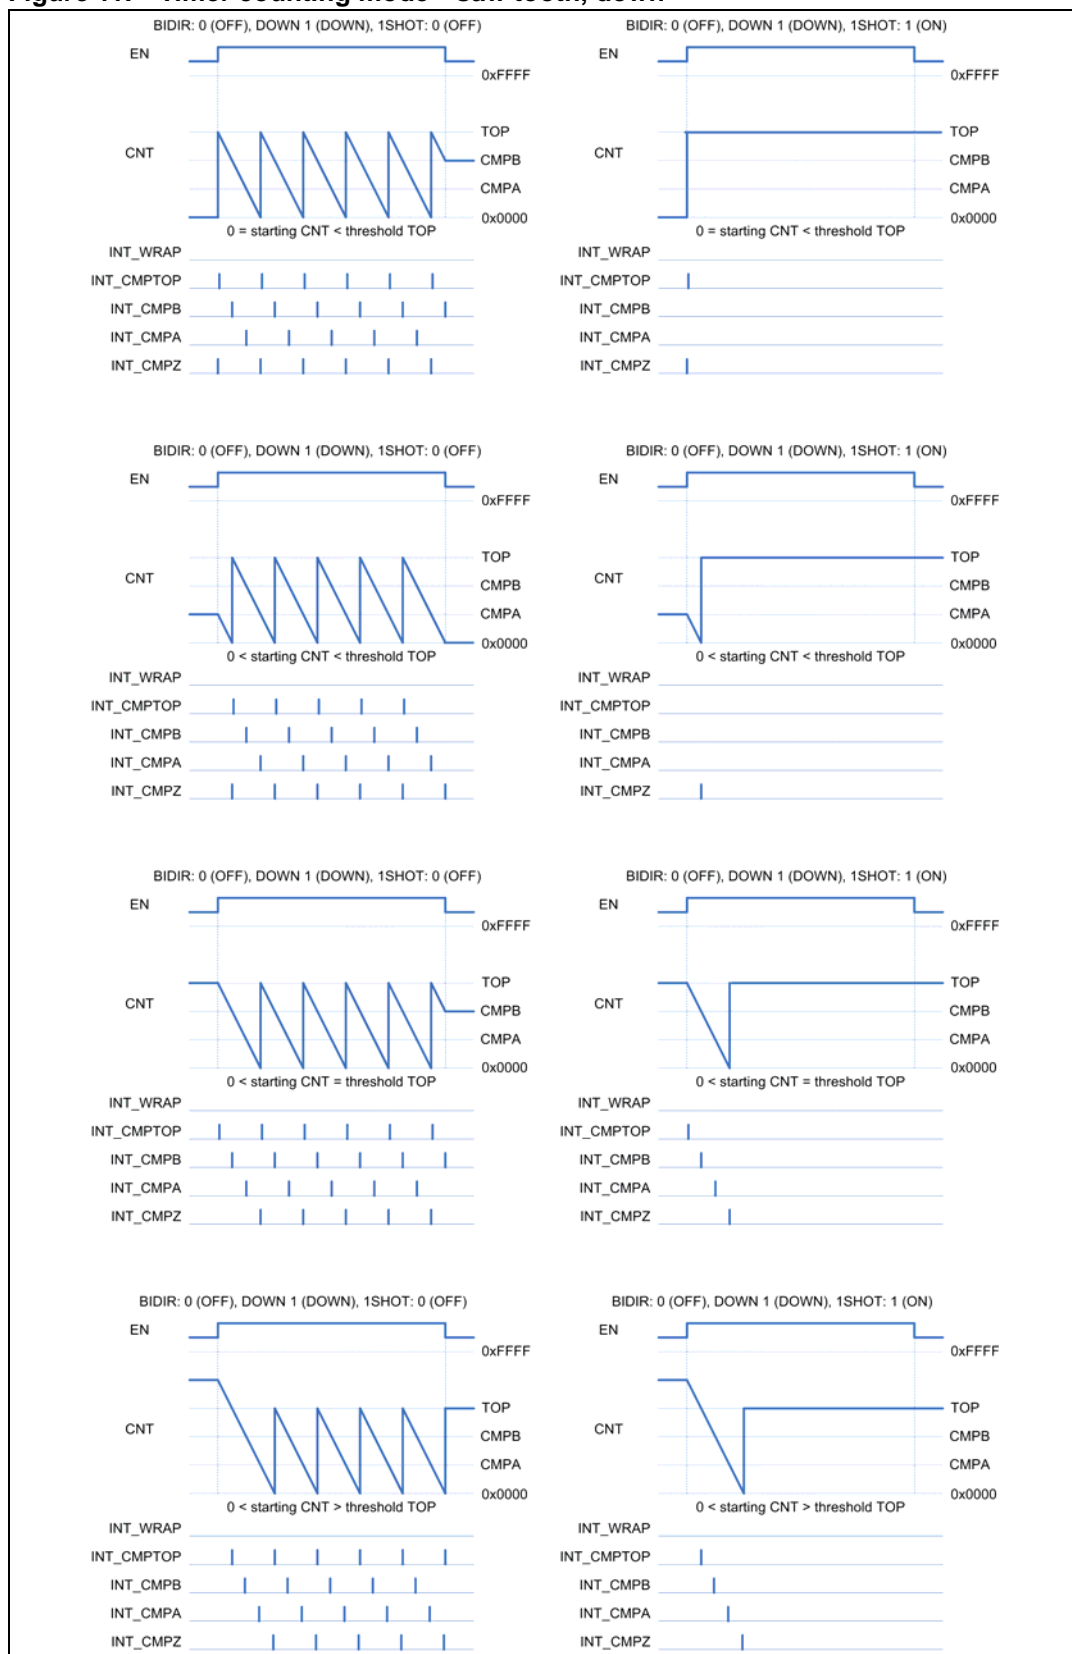 BIDIR: 0 (OFF), DOWN 1 (DOWN), 1SHOT: 0 (OFF)
EN
0xFFFF
TOP
CNT
CMPB
CMPA
0x0000
0 = starting CNT < threshold TOP
INT_WRAP
INT_CMPTOP
INT_CMPB
INT_CMPA
INT_CMPZ
BIDIR: 0 (OFF), DOWN 1 (DOWN), 1SHOT: 1 (ON)
EN
0xFFFF
TOP
CNT
CMPB
CMPA
0x0000
0 = starting CNT < threshold TOP
INT_WRAP
INT_CMPTOP
INT_CMPB
INT_CMPA
INT_CMPZ
BIDIR: 0 (OFF), DOWN 1 (DOWN), 1SHOT: 0 (OFF)
EN
0xFFFF
TOP
CNT
CMPB
CMPA
0x0000
0 < starting CNT < threshold TOP
INT_WRAP
INT_CMPTOP
INT_CMPB
INT_CMPA
INT_CMPZ
BIDIR: 0 (OFF), DOWN 1 (DOWN), 1SHOT: 1 (ON)
EN
0xFFFF
TOP
CNT
CMPB
CMPA
0x0000
0 < starting CNT < threshold TOP
INT_WRAP
INT_CMPTOP
INT_CMPB
INT_CMPA
INT_CMPZ
BIDIR: 0 (OFF), DOWN 1 (DOWN), 1SHOT: 0 (OFF)
EN
0xFFFF
TOP
CNT
CMPB
CMPA
0x0000
0 < starting CNT = threshold TOP
INT_WRAP
INT_CMPTOP
INT_CMPB
INT_CMPA
INT_CMPZ
BIDIR: 0 (OFF), DOWN 1 (DOWN), 1SHOT: 1 (ON)
EN
0xFFFF
TOP
CNT
CMPB
CMPA
0x0000
0 < starting CNT = threshold TOP
INT_WRAP
INT_CMPTOP
INT_CMPB
INT_CMPA
INT_CMPZ
BIDIR: 0 (OFF), DOWN 1 (DOWN), 1SHOT: 0 (OFF)
EN
0xFFFF
TOP
CNT
CMPB
CMPA
0x0000
0 < starting CNT > threshold TOP
INT_WRAP
INT_CMPTOP
INT_CMPB
INT_CMPA
INT_CMPZ
BIDIR: 0 (OFF), DOWN 1 (DOWN), 1SHOT: 1 (ON)
EN
0xFFFF
TOP
CNT
CMPB
CMPA
0x0000
0 < starting CNT > threshold TOP
INT_WRAP
INT_CMPTOP
INT_CMPB
INT_CMPA
INT_CMPZ